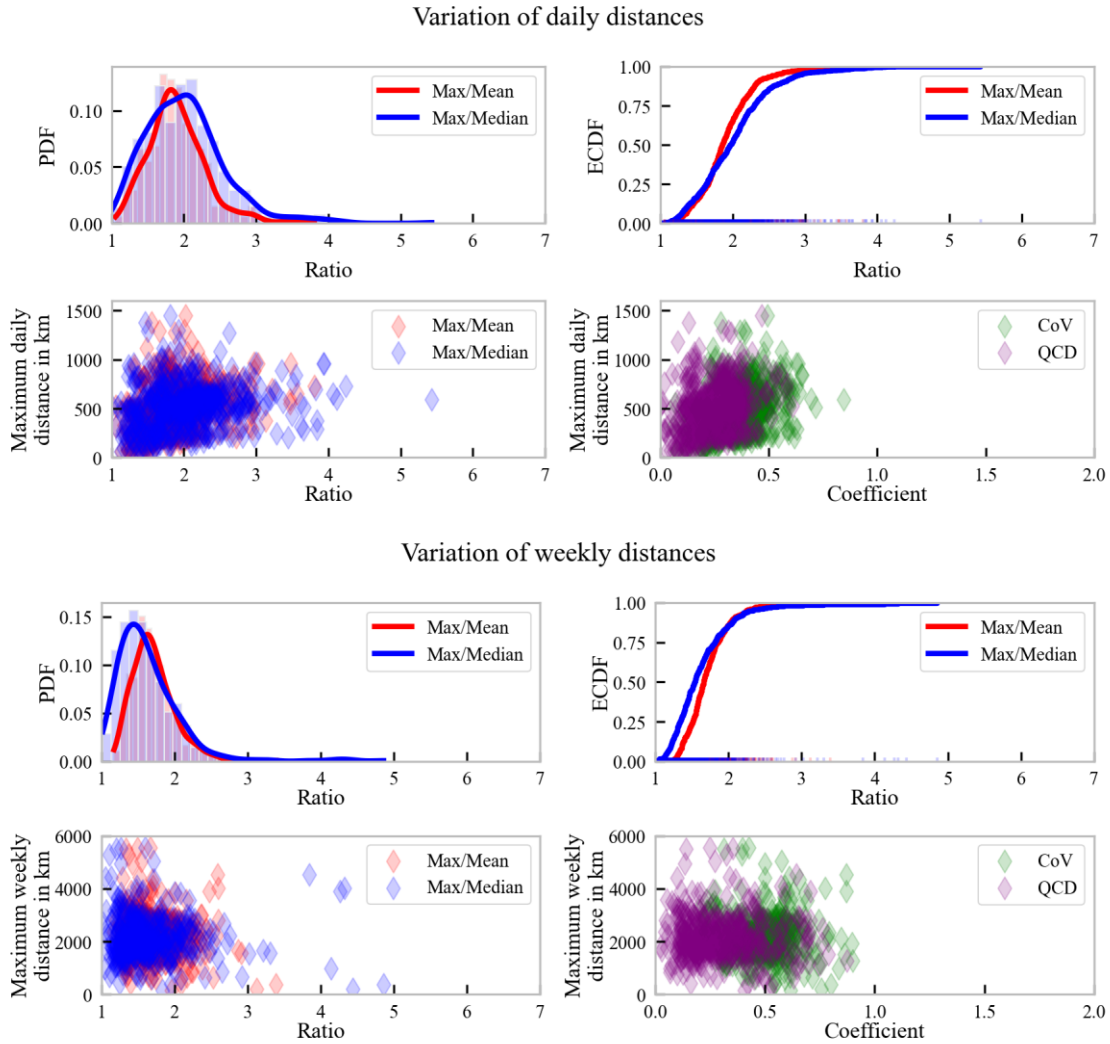 Variation of daily distances
PDF
0.10
0.05
0.00
1 2 3 4 5 6 7
Ratio
Max/Mean
Max/Median
ECDF
1.00
0.75
0.50
0.25
0.00
1 2 3 4 5 6 7
Ratio
Max/Mean
Max/Median
Maximum daily
distance in km
1500
1000
500
0
1 2 3 4 5 6 7
Ratio
Max/Mean
Max/Median
Maximum daily
distance in km
1500
1000
500
0
0.0 0.5 1.0 1.5 2.0
Coefficient
CoV
QCD
Variation of weekly distances
PDF
0.15
0.10
0.05
0.00
1 2 3 4 5 6 7
Ratio
Max/Mean
Max/Median
ECDF
1.00
0.75
0.50
0.25
0.00
1 2 3 4 5 6 7
Ratio
Max/Mean
Max/Median
Maximum weekly
distance in km
6000
4000
2000
0
1 2 3 4 5 6 7
Ratio
Max/Mean
Max/Median
Maximum weekly
distance in km
6000
4000
2000
0
0.0 0.5 1.0 1.5 2.0
Coefficient
CoV
QCD